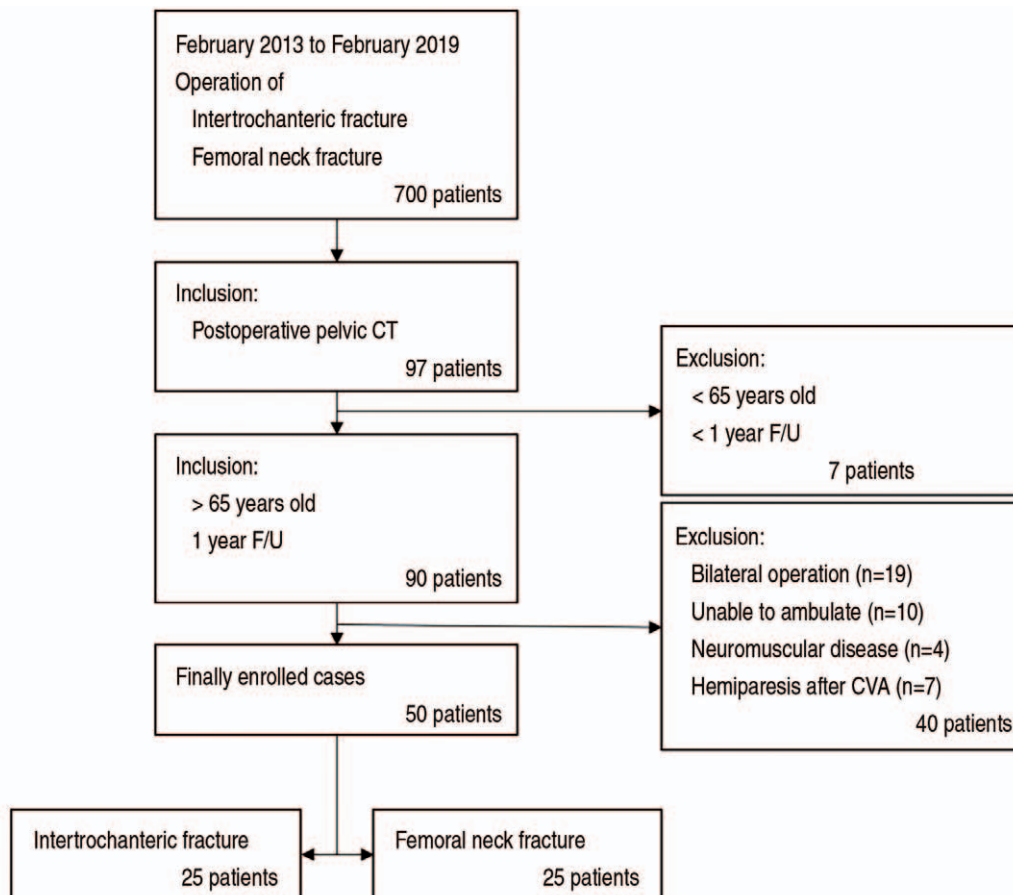 February 2013 to February 2019
Operation of
Intertrochanteric fracture
Femoral neck fracture
700 patients
Inclusion:
Postoperative pelvic CT
97 patients
Exclusion:
< 65 years old
< 1 year F/U
7 patients
Inclusion:
> 65 years old
1 year F/U
90 patients
Exclusion:
Bilateral operation (n=19)
Unable to ambulate (n=10)
Neuromuscular disease (n=4)
Hemiparesis after CVA (n=7)
40 patients
Finally enrolled cases
50 patients
Intertrochanteric fracture
25 patients
Femoral neck fracture
25 patients